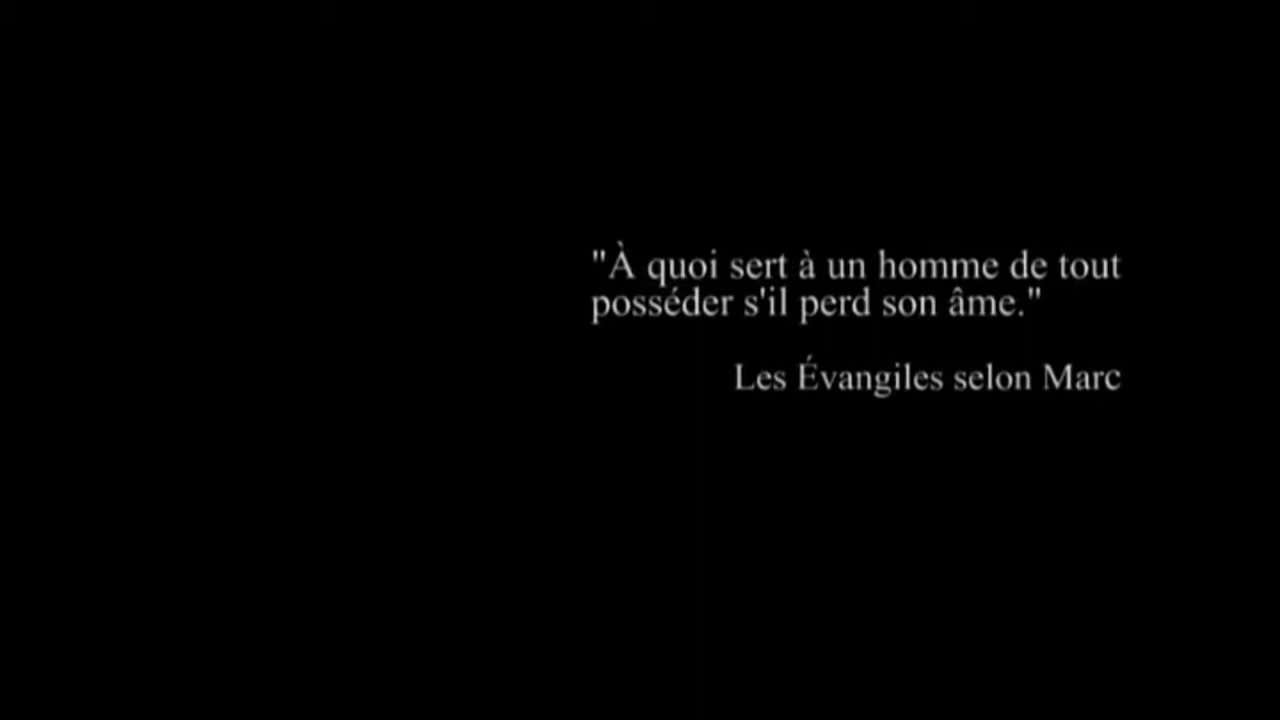 "À quoi sert à un homme de tout
posséder s'il perd son âme."
Les Évangiles selon Marc